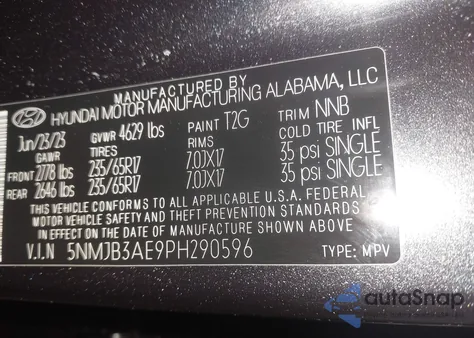 MANUFACTURED BY
HYUNDAI MOTOR MANUFACTURING ALABAMA, LLC
Jun/23/23 GVWR 4629 lbs PAINT T2G TRIM NNB
GAWR TIRES RIMS COLD TIRE INFL
FRONT 2778 lbs 235/65R17 7.0JX17 35 psi SINGLE
REAR 2646 lbs 235/65R17 7.0JX17 35 psi SINGLE
THIS VEHICLE CONFORMS TO ALL APPLICABLE U.S.A. FEDERAL
MOTOR VEHICLE SAFETY AND THEFT PREVENTION STANDARDS
IN EFFECT ON THE DATE OF MANUFACTURE SHOWN ABOVE
V.I.N 5NMJB3AE9PH290596 TYPE: MPV
autoSnap